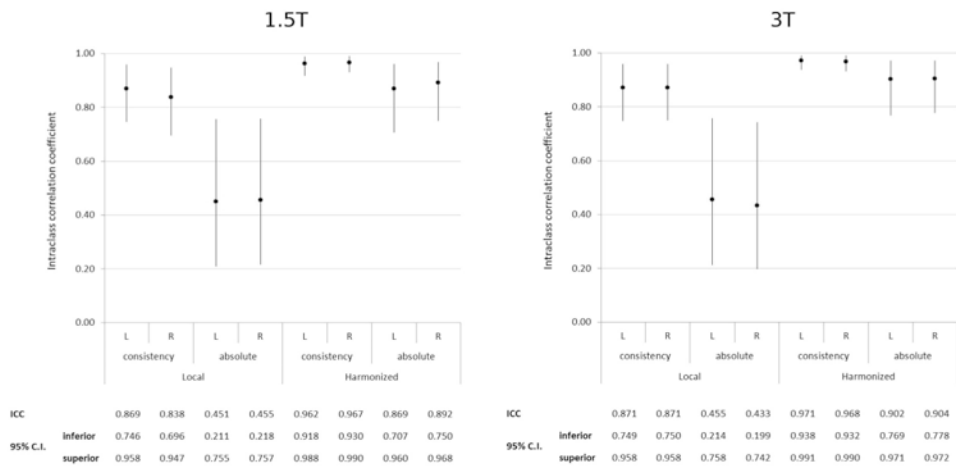 1.5T
Intraclass correlation coefficient
1.00
0.80
0.60
0.40
0.20
0.00
L R L R L R L R
consistency absolute consistency absolute
Local Harmonized
ICC 0.869 0.838 0.451 0.455 0.962 0.967 0.869 0.892
95% C.I.
inferior 0.746 0.696 0.211 0.218 0.918 0.930 0.707 0.750
superior 0.958 0.947 0.755 0.757 0.988 0.990 0.960 0.968
3T
Intraclass correlation coefficient
1.00
0.80
0.60
0.40
0.20
0.00
L R L R L R L R
consistency absolute consistency absolute
Local Harmonized
ICC 0.871 0.871 0.455 0.433 0.971 0.968 0.902 0.904
95% C.I.
inferior 0.749 0.750 0.214 0.199 0.938 0.932 0.769 0.778
superior 0.958 0.958 0.758 0.742 0.991 0.990 0.971 0.972